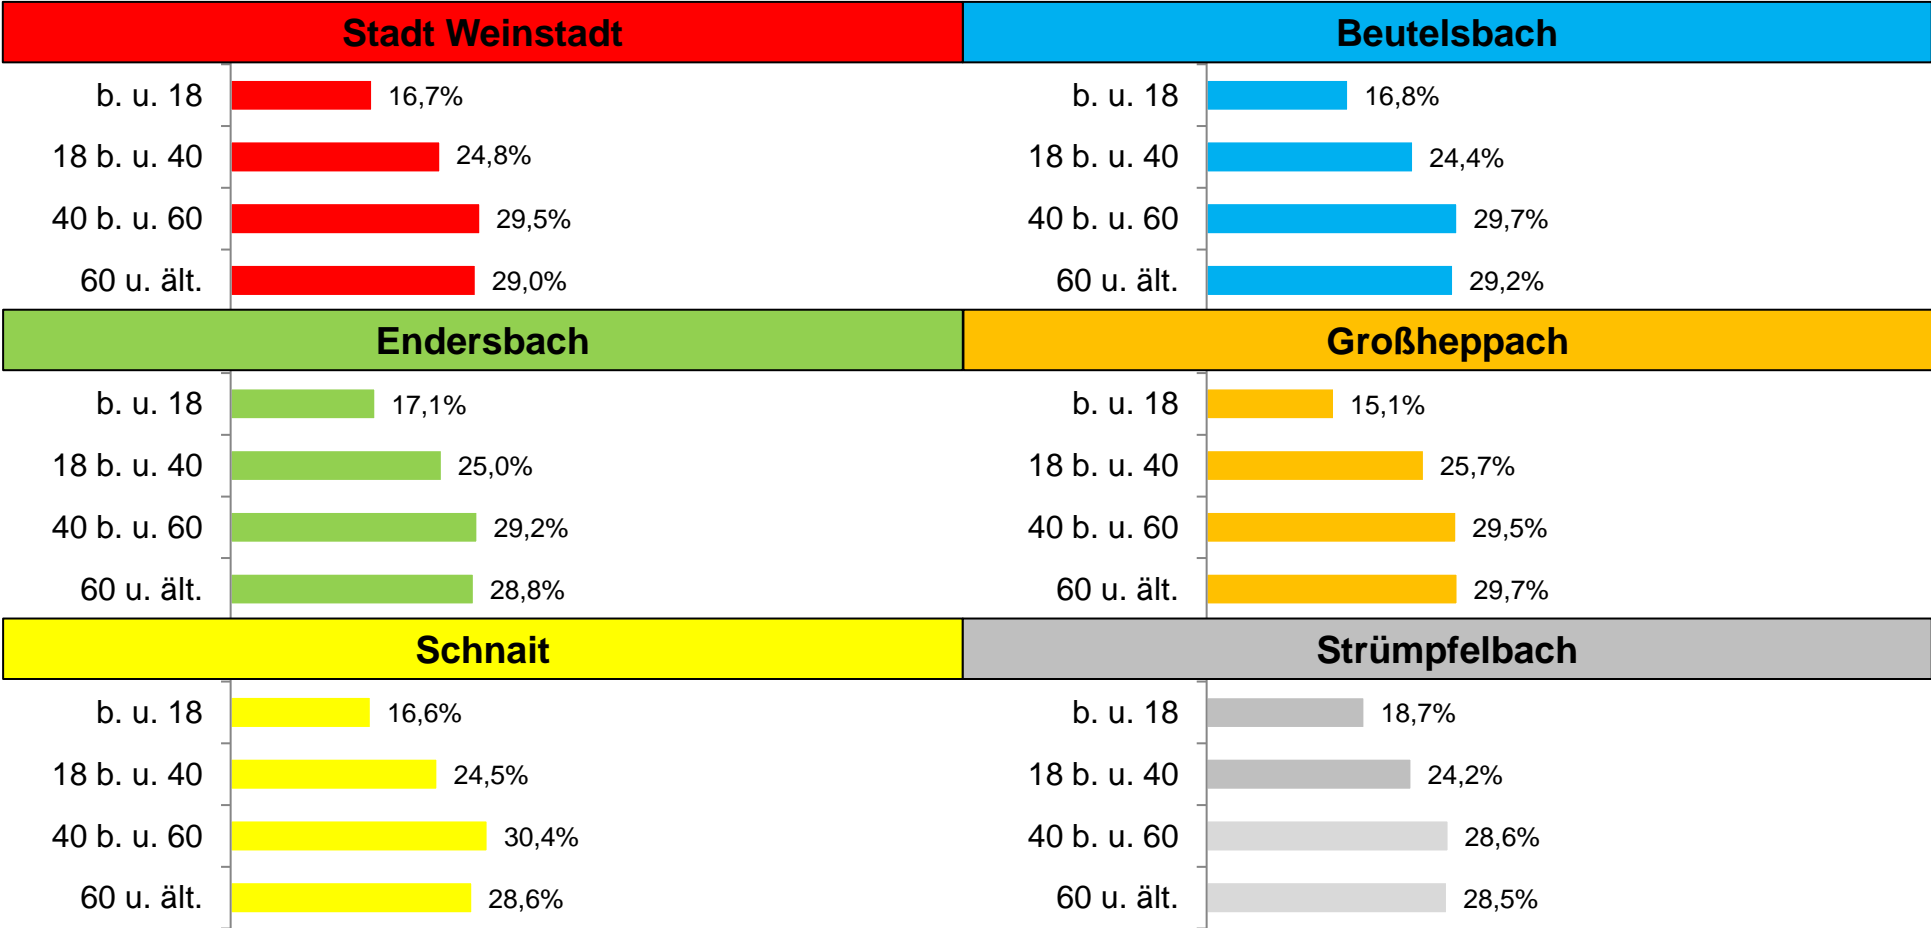 Stadt Weinstadt
b. u. 18 16,7%
18 b. u. 40 24,8%
40 b. u. 60 29,5%
60 u. ält. 29,0%
Beutelsbach
b. u. 18 16,8%
18 b. u. 40 24,4%
40 b. u. 60 29,7%
60 u. ält. 29,2%
Endersbach
b. u. 18 17,1%
18 b. u. 40 25,0%
40 b. u. 60 29,2%
60 u. ält. 28,8%
Großheppach
b. u. 18 15,1%
18 b. u. 40 25,7%
40 b. u. 60 29,5%
60 u. ält. 29,7%
Schnait
b. u. 18 16,6%
18 b. u. 40 24,5%
40 b. u. 60 30,4%
60 u. ält. 28,6%
Strümpfelbach
b. u. 18 18,7%
18 b. u. 40 24,2%
40 b. u. 60 28,6%
60 u. ält. 28,5%